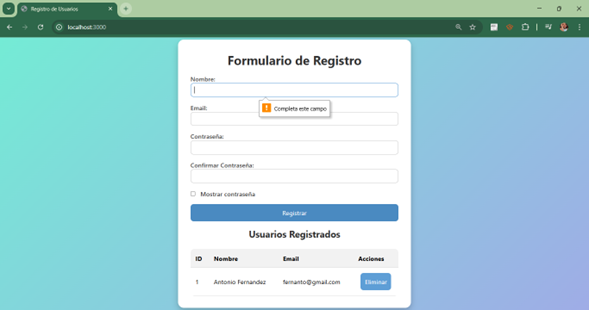 Registro de Usuarios
localhost:3000
Formulario de Registro
Nombre:
Completa este campo
Email:
Contraseña:
Confirmar Contraseña:
Mostrar contraseña
Registrar
Usuarios Registrados
ID Nombre Email Acciones
1 Antonio Fernandez fernanto@gmail.com Eliminar